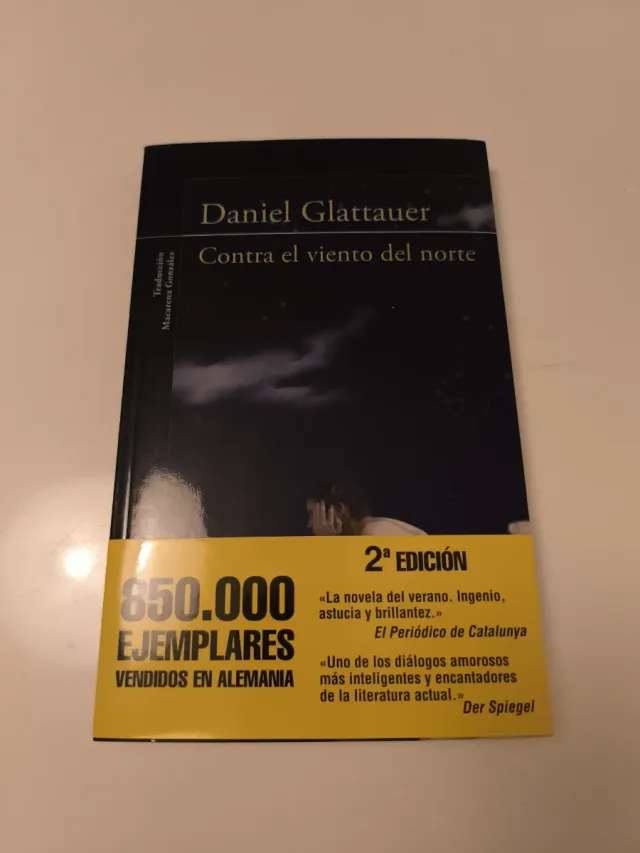 Daniel Glattauer
Contra el viento del norte
Traducción
Macarena González
850.000
EJEMPLARES
VENDIDOS EN ALEMANIA
2ª EDICIÓN
«La novela del verano. Ingenio,
astucia y brillantez.»
El Periódico de Catalunya
«Uno de los diálogos amorosos
más inteligentes y encantadores
de la literatura actual.»
Der Spiegel